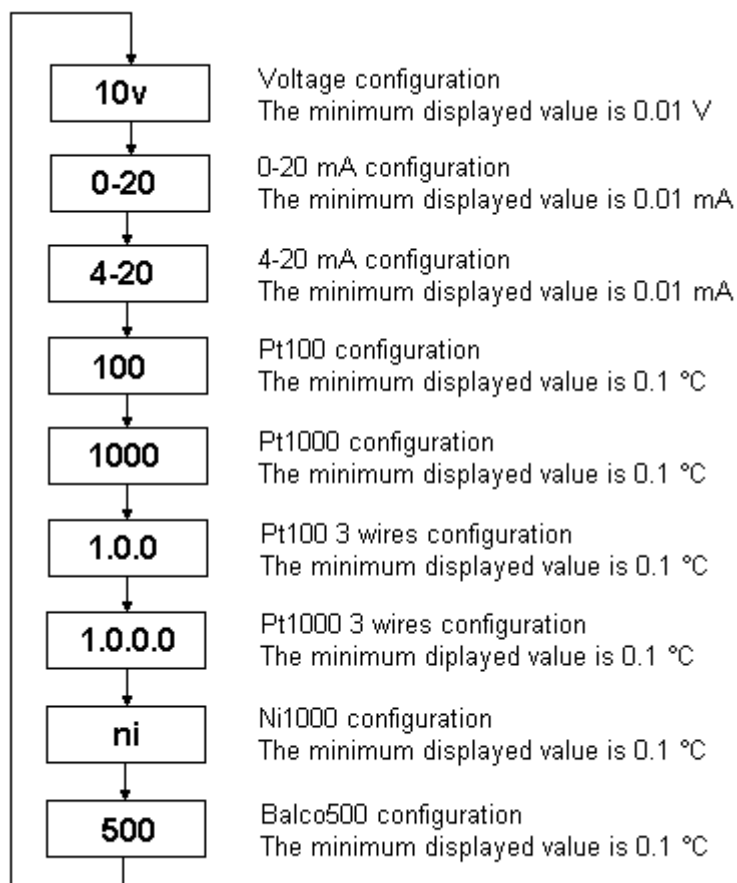 10v
Voltage configuration
The minimum displayed value is 0.01 V
0-20
0-20 mA configuration
The minimum displayed value is 0.01 mA
4-20
4-20 mA configuration
The minimum displayed value is 0.01 mA
100
Pt100 configuration
The minimum displayed value is 0.1 °C
1000
Pt1000 configuration
The minimum displayed value is 0.1 °C
1.0.0
Pt100 3 wires configuration
The minimum displayed value is 0.1 °C
1.0.0.0
Pt1000 3 wires configuration
The minimum diplayed value is 0.1 °C
ni
Ni1000 configuration
The minimum displayed value is 0.1 °C
500
Balco500 configuration
The minimum displayed value is 0.1 °C